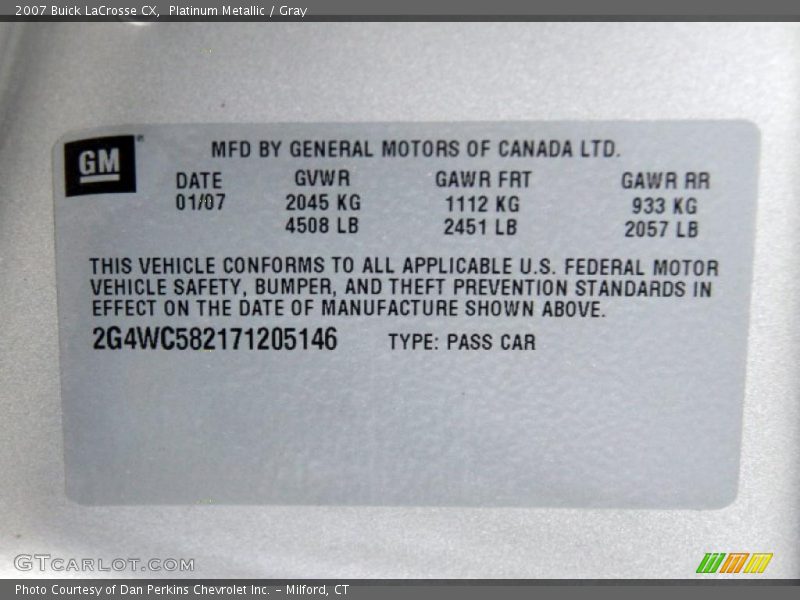 2007 Buick LaCrosse CX, Platinum Metallic / Gray
GM
MFD BY GENERAL MOTORS OF CANADA LTD.
DATE GVWR GAWR FRT GAWR RR
01/07 2045 KG 1112 KG 933 KG
4508 LB 2451 LB 2057 LB
THIS VEHICLE CONFORMS TO ALL APPLICABLE U.S. FEDERAL MOTOR
VEHICLE SAFETY, BUMPER, AND THEFT PREVENTION STANDARDS IN
EFFECT ON THE DATE OF MANUFACTURE SHOWN ABOVE.
2G4WC582171205146 TYPE: PASS CAR
GTCARLOT.COM
Photo Courtesy of Dan Perkins Chevrolet Inc. - Milford, CT